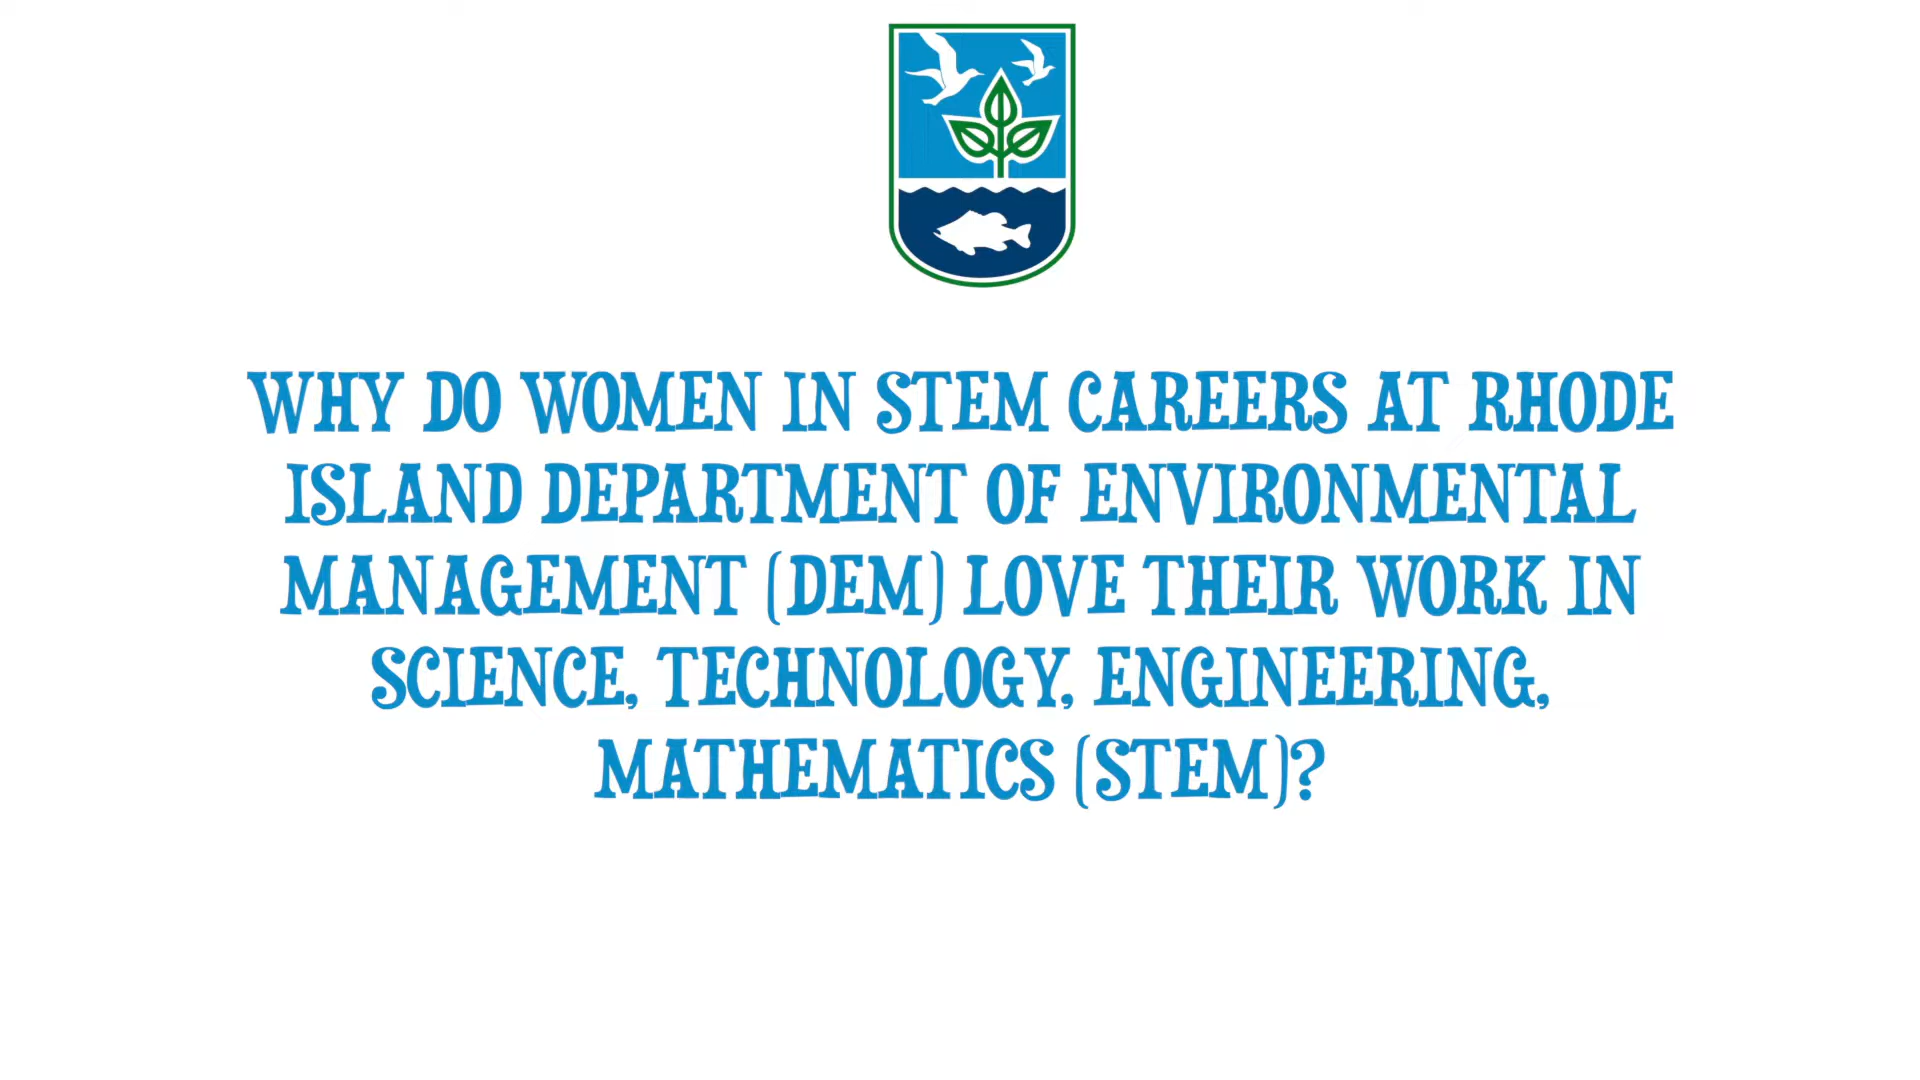 WHY DO WOMEN IN STEM CAREERS AT RHODE
ISLAND DEPARTMENT OF ENVIRONMENTAL
MANAGEMENT (DEM) LOVE THEIR WORK IN
SCIENCE, TECHNOLOGY, ENGINEERING,
MATHEMATICS (STEM)?